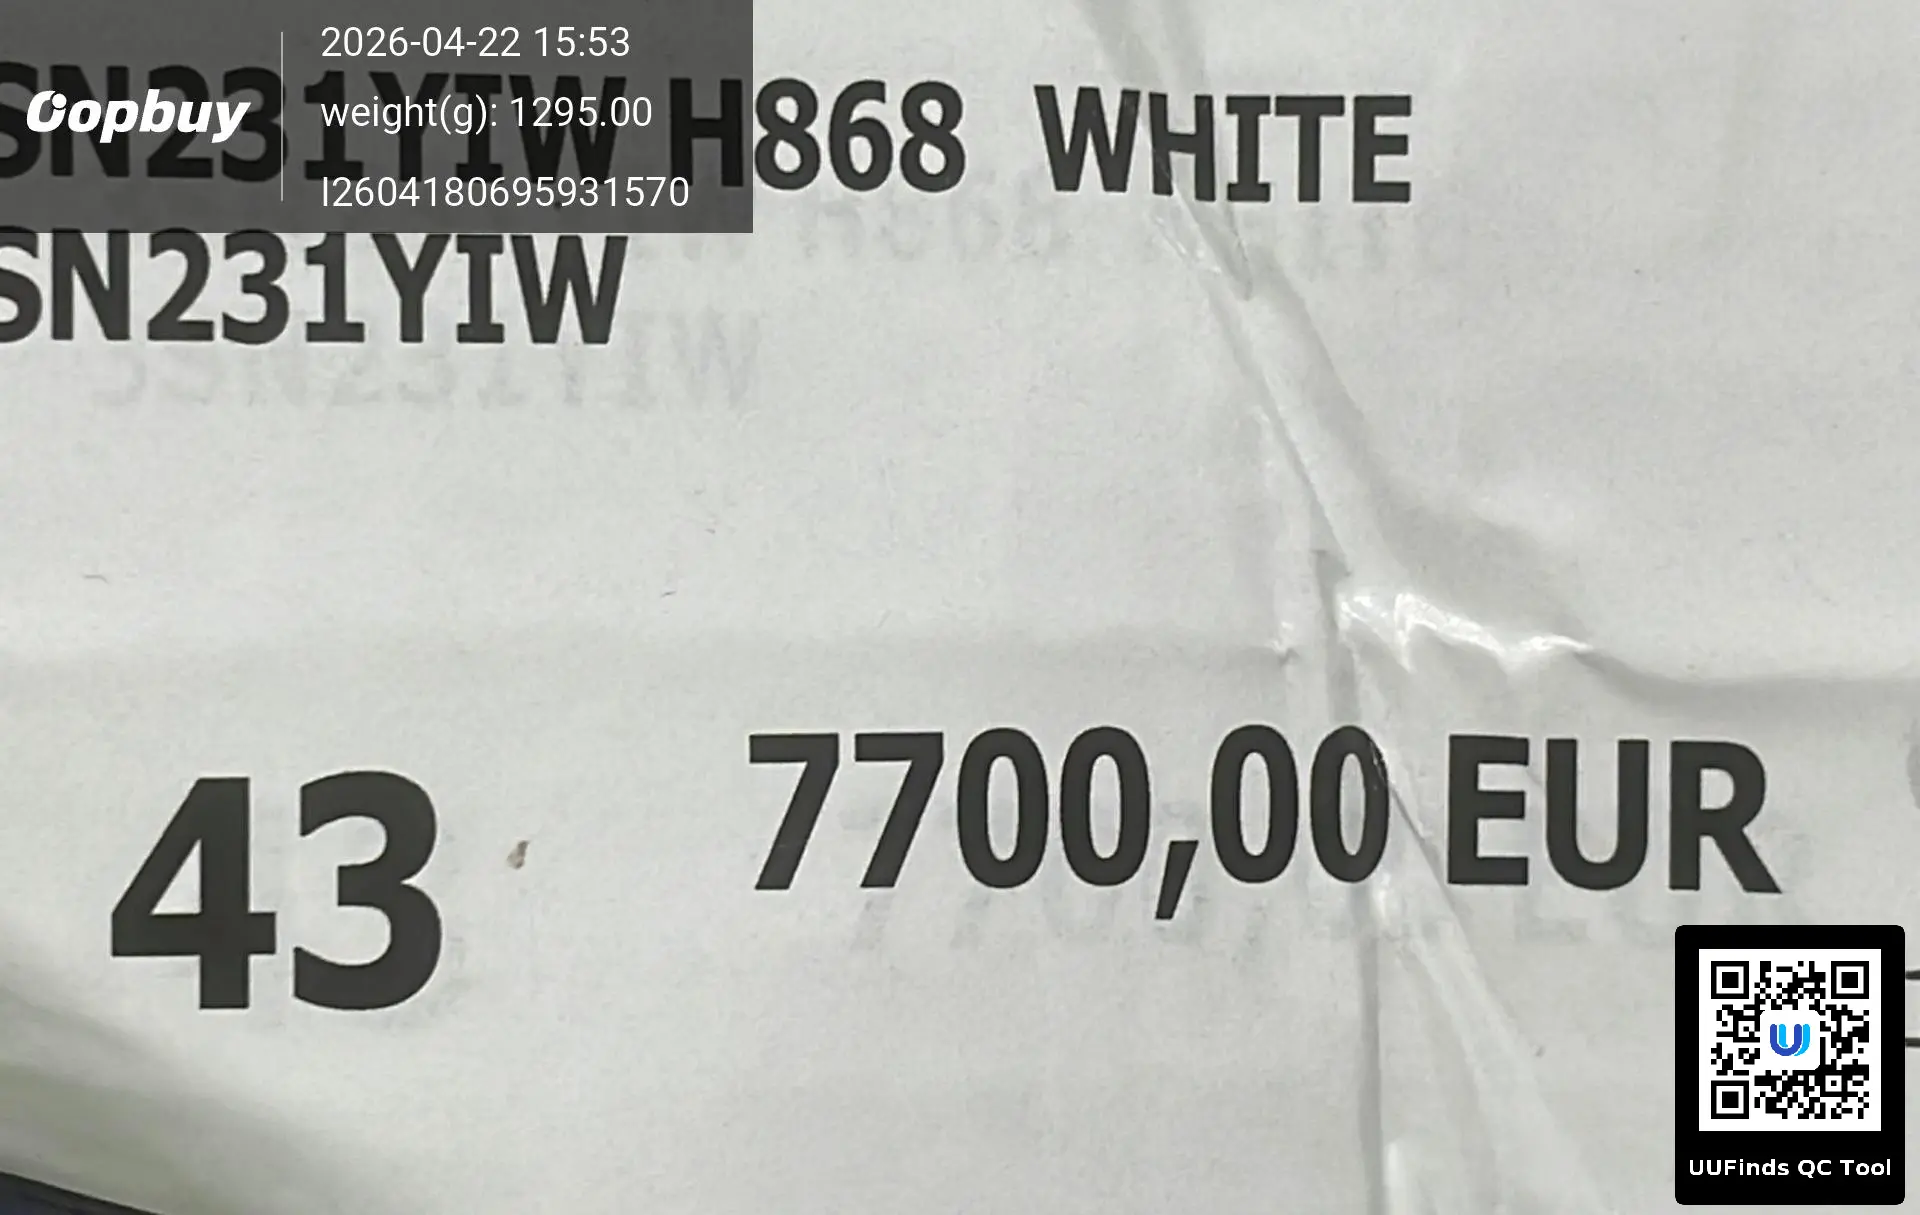 Oopbuy
2026-04-22 15:53
weight(g): 1295.00
I2604180695931570
SN231YIW H868 WHITE
SN231YIW
43
7700,00 EUR
UUFinds QC Tool